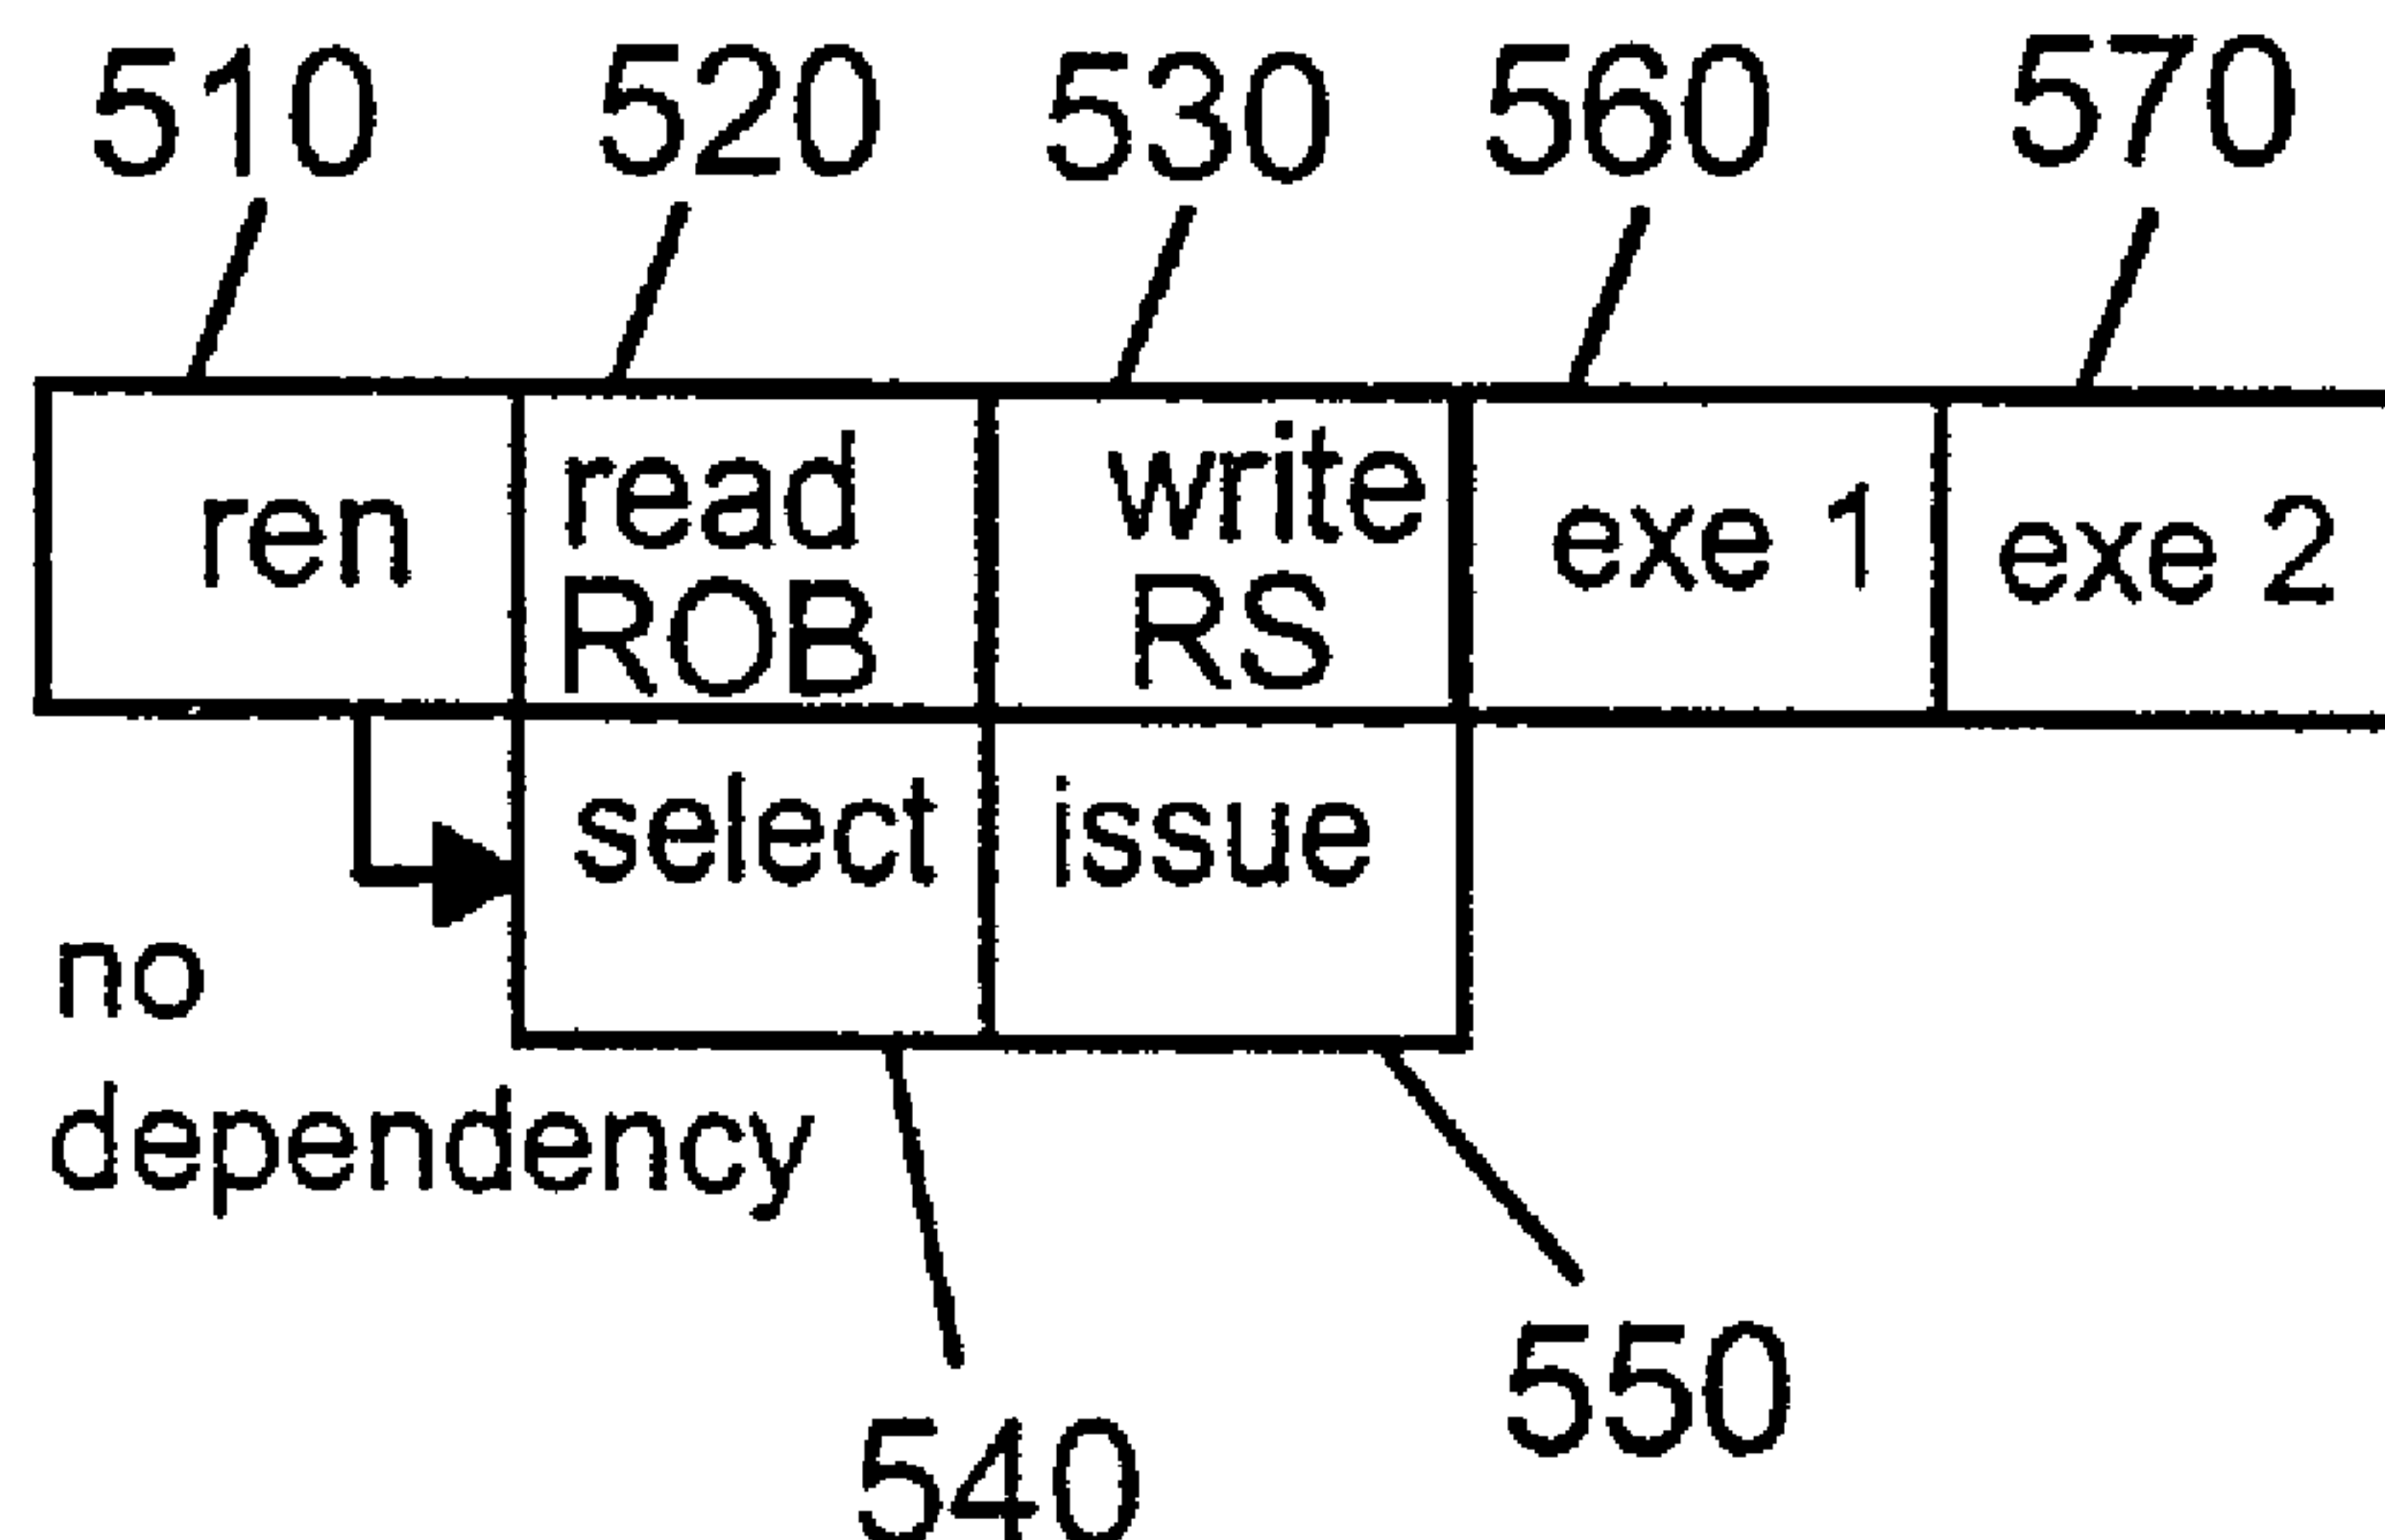 510 520 530 560 570
ren read write exe 1 exe 2
ROB RS
select issue
no
dependency
550
540